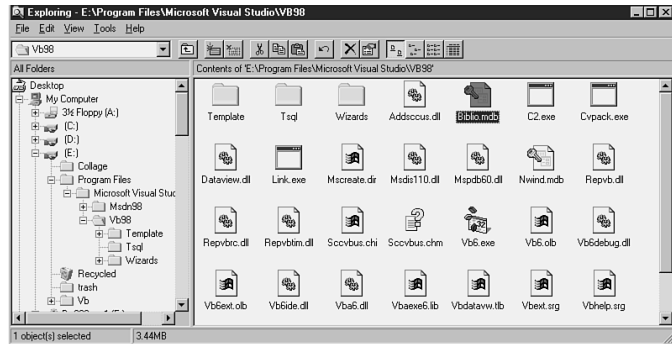 Exploring - E:\Program Files\Microsoft Visual Studio\VB98
File Edit View Tools Help
Vb98
All Folders
Contents of 'E:\Program Files\Microsoft Visual Studio\VB98'
Desktop
My Computer
3½ Floppy (A:)
(C:)
(D:)
(E:)
Collage
Program Files
Microsoft Visual Stud
Msdn98
Vb98
Template
Tsql
Wizards
Recycled
trash
Vb
Template Tsql Wizards Addsccus.dll Biblio.mdb C2.exe Cvpack.exe
Dataview.dll Link.exe Mscreate.dir Msdis110.dll Mspdb60.dll Nwind.mdb Repvb.dll
Repvbrc.dll Repvbtim.dll Sccvbus.chi Sccvbus.chm Vb6.exe Vb6.olb Vb6debug.dll
Vb6ext.olb Vb6ide.dll Vba6.dll Vbaexe6.lib Vbdatavw.tlb Vbext.srg Vbhelp.srg
1 object(s) selected 3.44MB